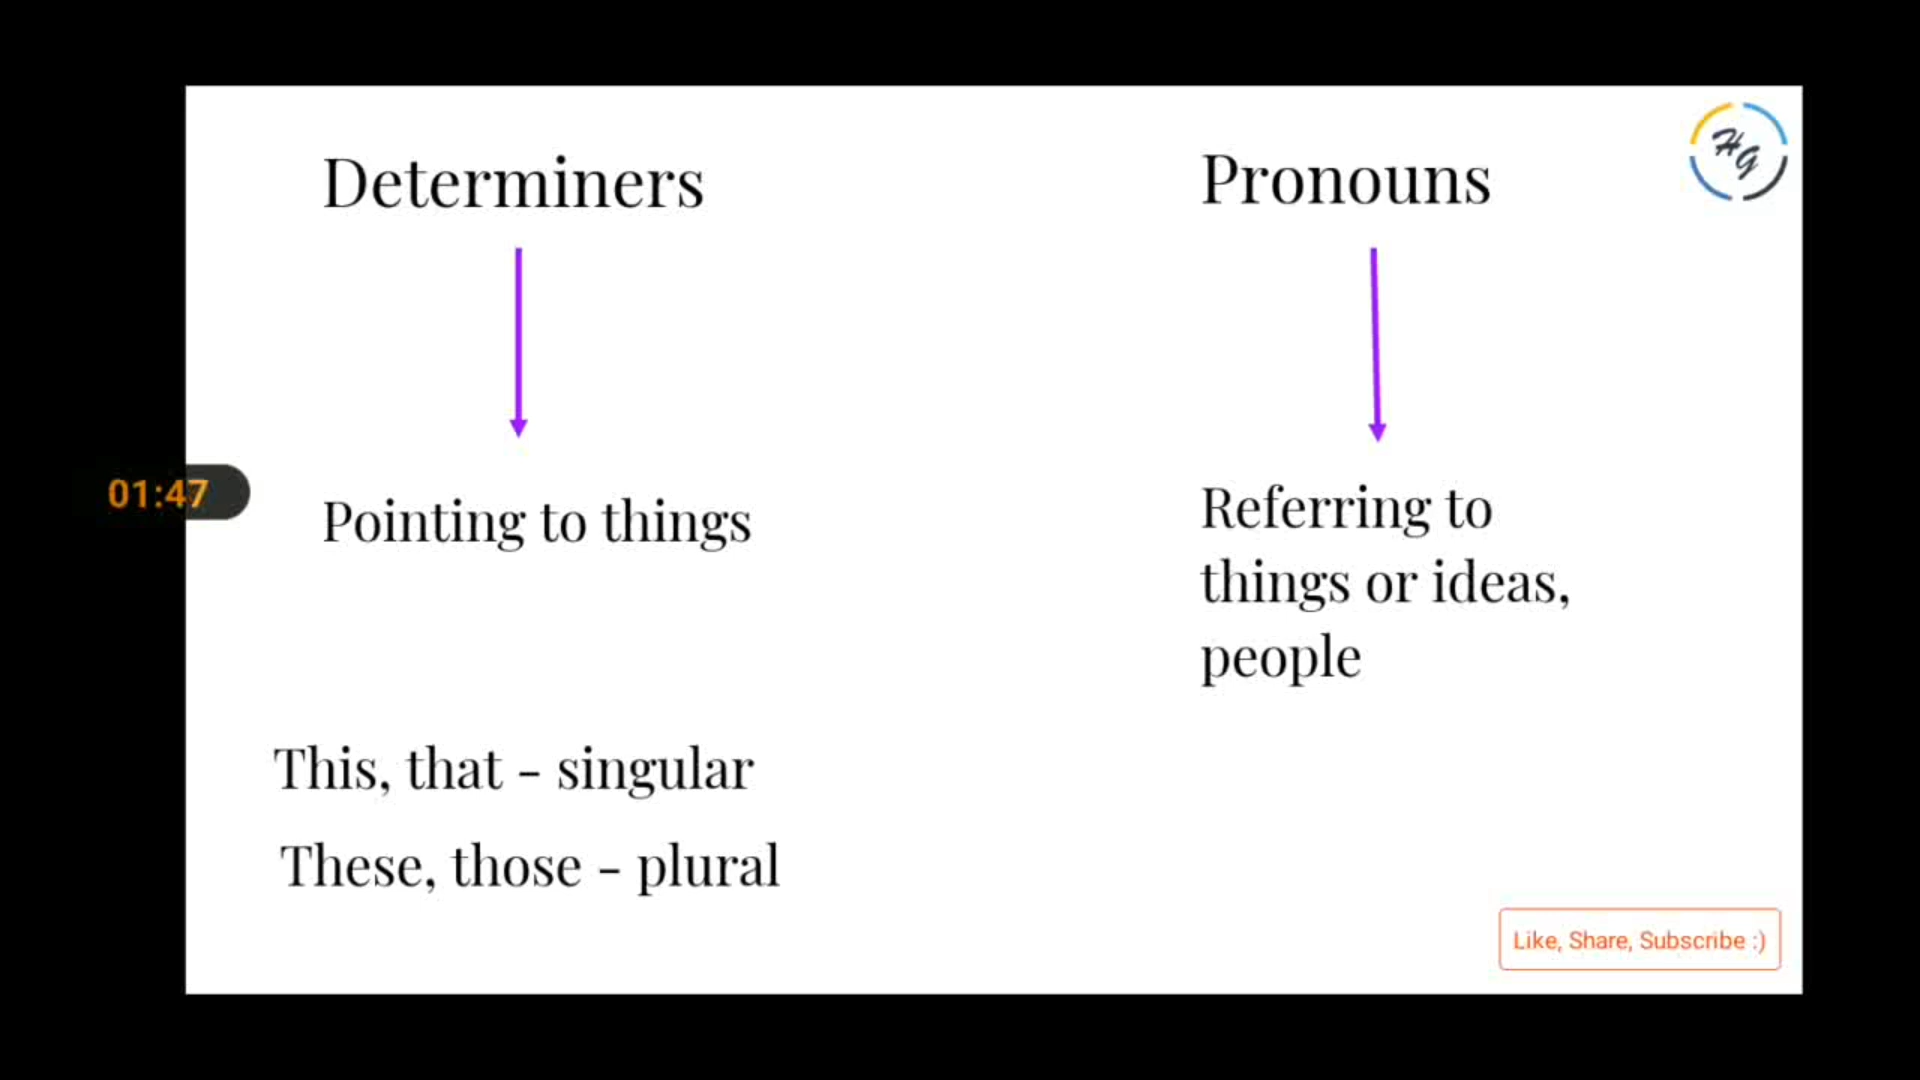 Determiners
Pronouns
HG
01:47
Pointing to things
Referring to
things or ideas,
people
This, that - singular
These, those - plural
Like, Share, Subscribe :)